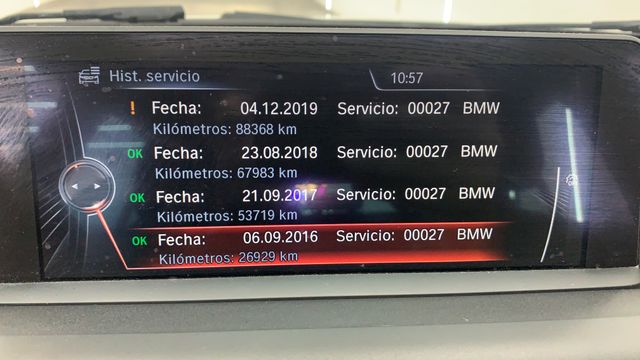 Hist. servicio 10:57
! Fecha: 04.12.2019 Servicio: 00027 BMW
Kilómetros: 88368 km
OK Fecha: 23.08.2018 Servicio: 00027 BMW
Kilómetros: 67983 km
OK Fecha: 21.09.2017 Servicio: 00027 BMW
Kilómetros: 53719 km
OK Fecha: 06.09.2016 Servicio: 00027 BMW
Kilómetros: 26929 km